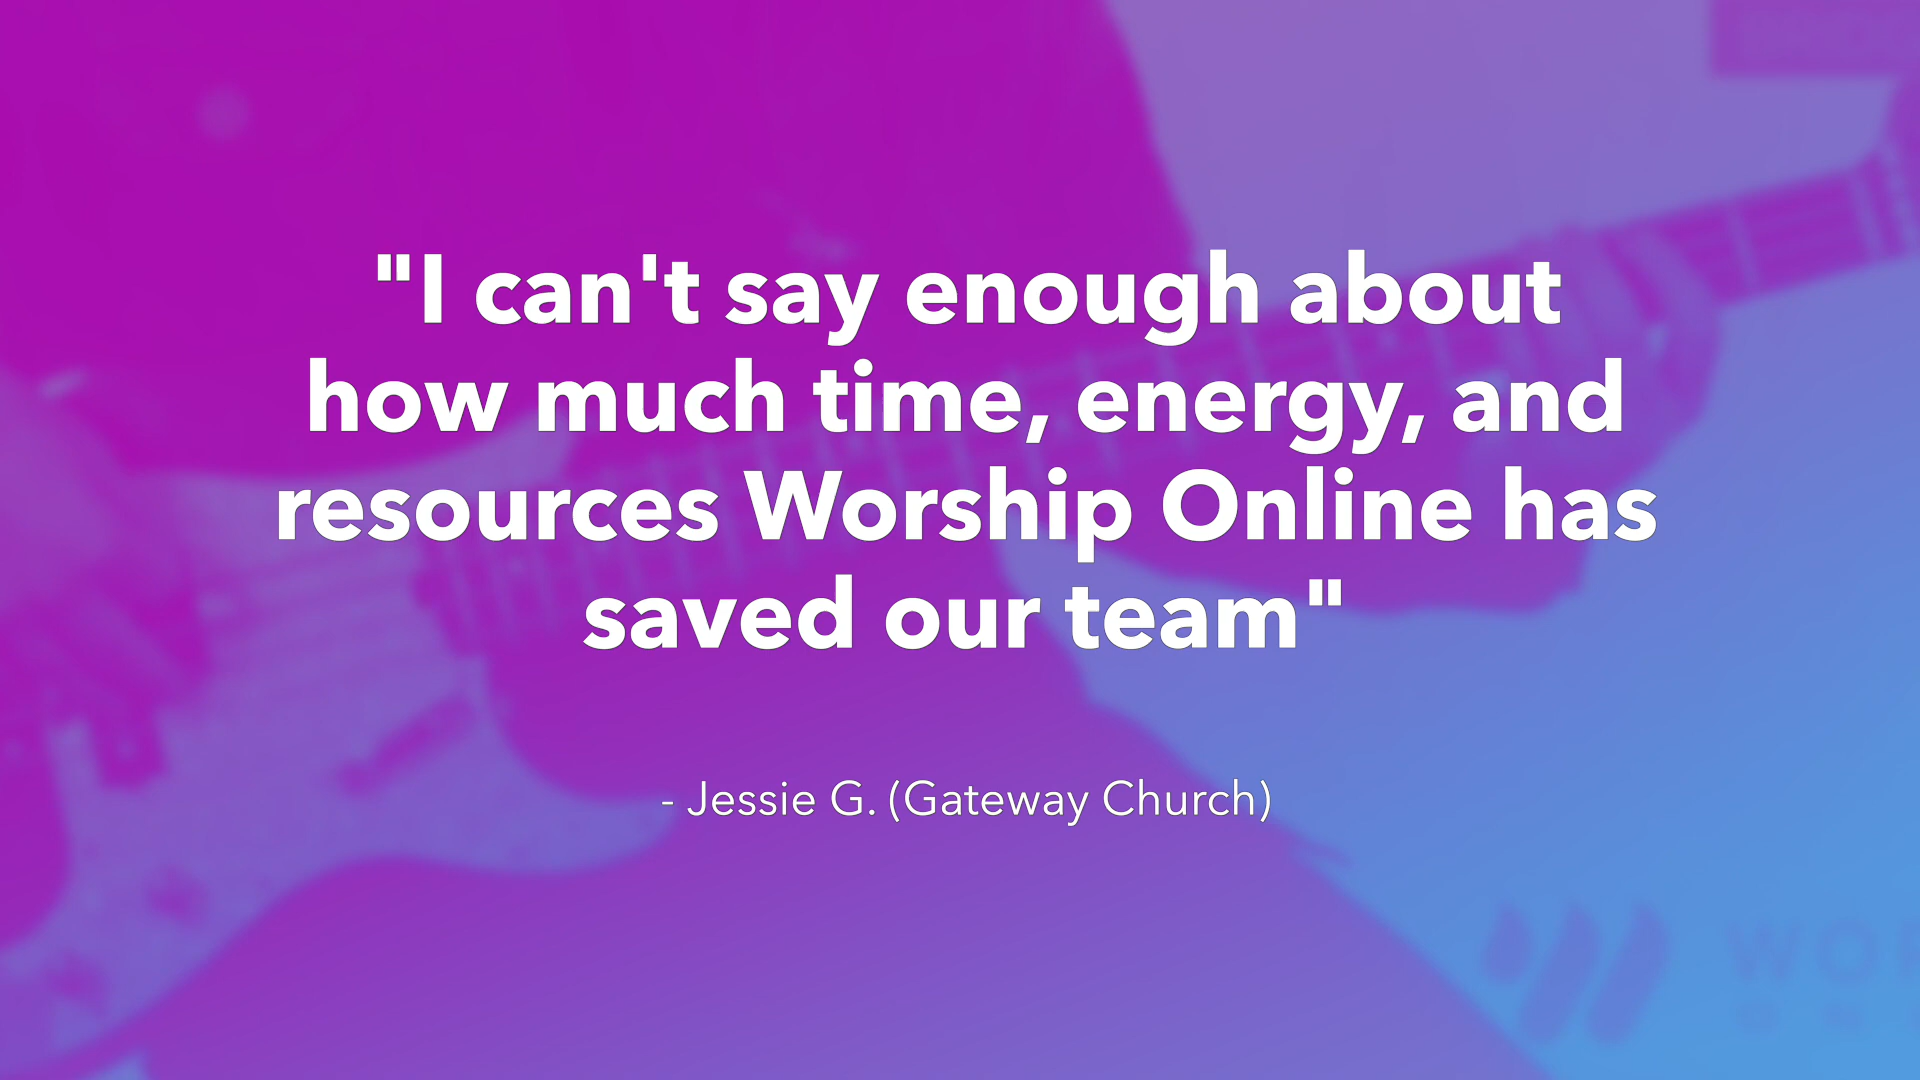 "I can't say enough about
how much time, energy, and
resources Worship Online has
saved our team"
- Jessie G. (Gateway Church)